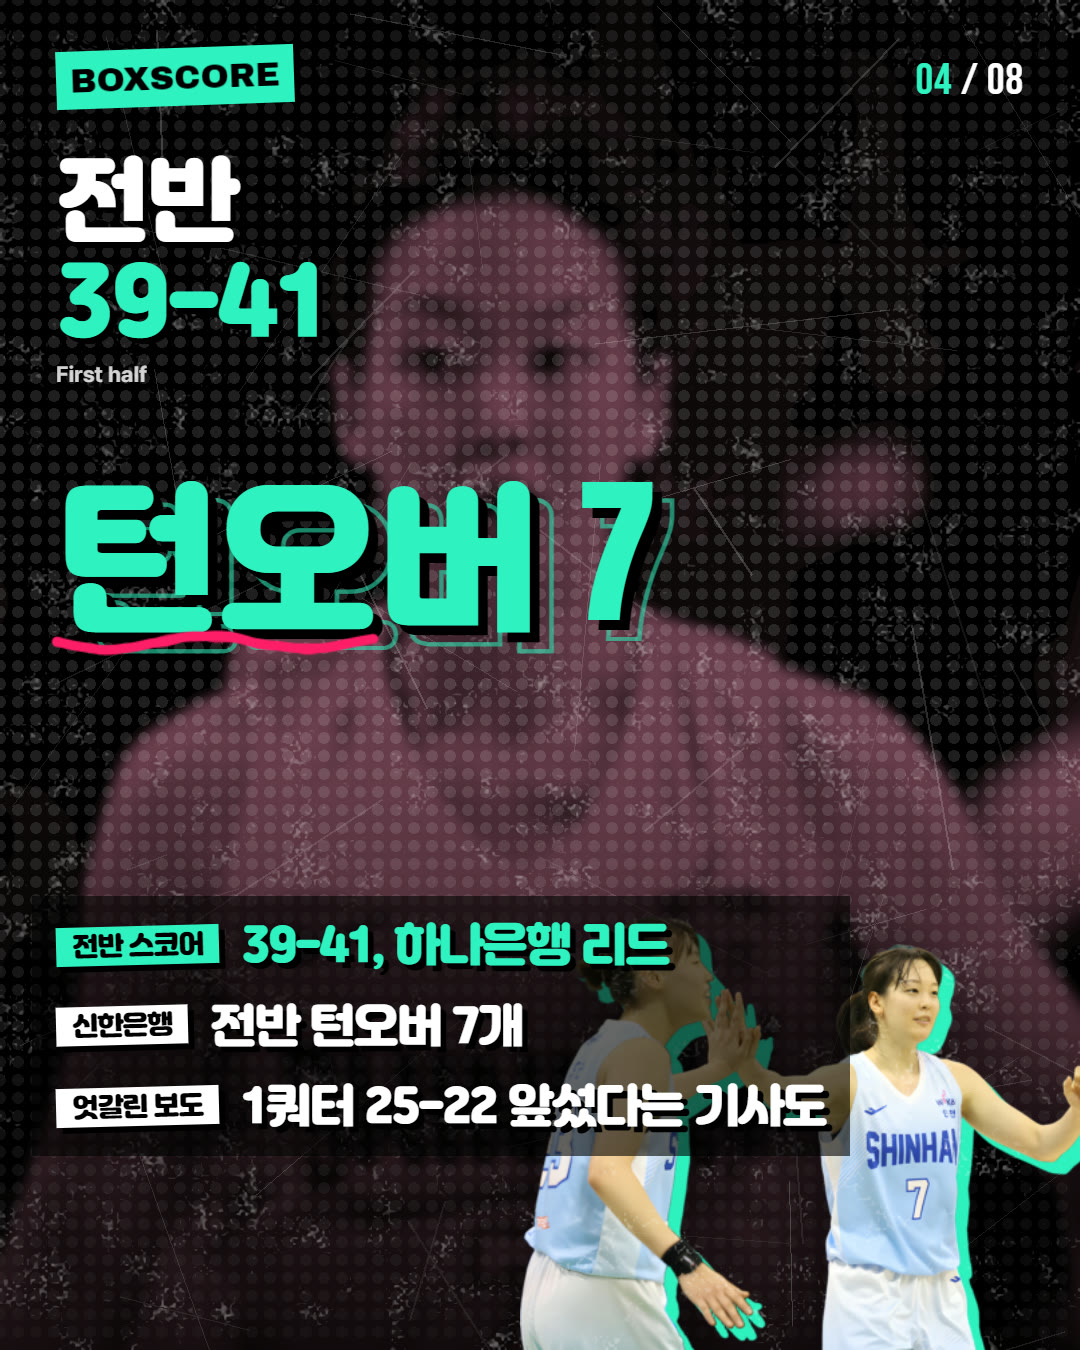 BOXSCORE
04 / 08
전반
39-41
First half
턴오버 7
전반 스코어 39-41, 하나은행 리드
신한은행 전반 턴오버 7개
엇갈린 보도 1쿼터 25-22 앞섰다는 기사도
SHINHAN
7